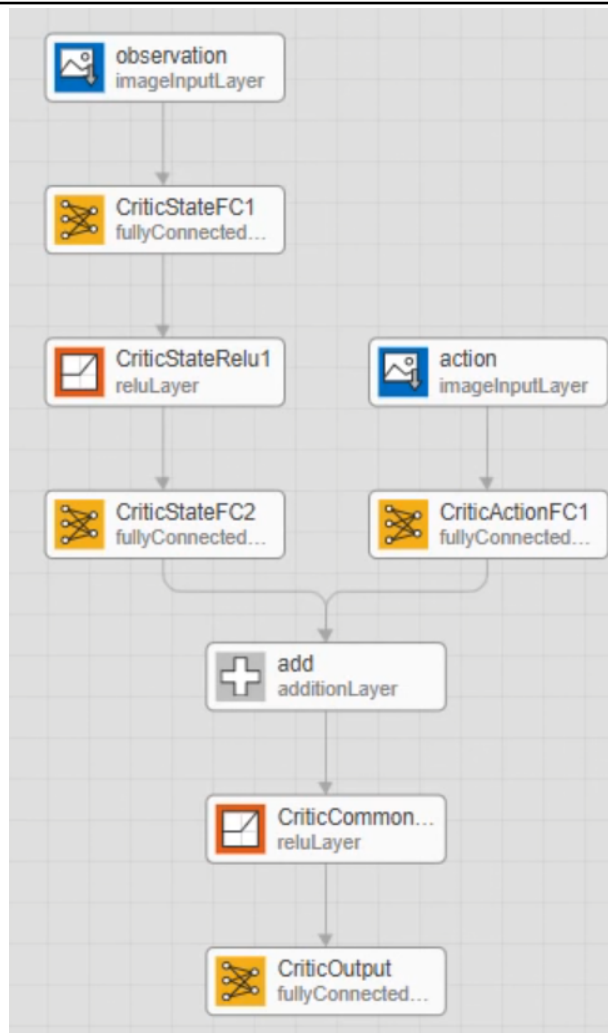 observation
imageInputLayer
CriticStateFC1
fullyConnected...
CriticStateRelu1
reluLayer
action
imageInputLayer
CriticStateFC2
fullyConnected...
CriticActionFC1
fullyConnected...
add
additionLayer
CriticCommon...
reluLayer
CriticOutput
fullyConnected...